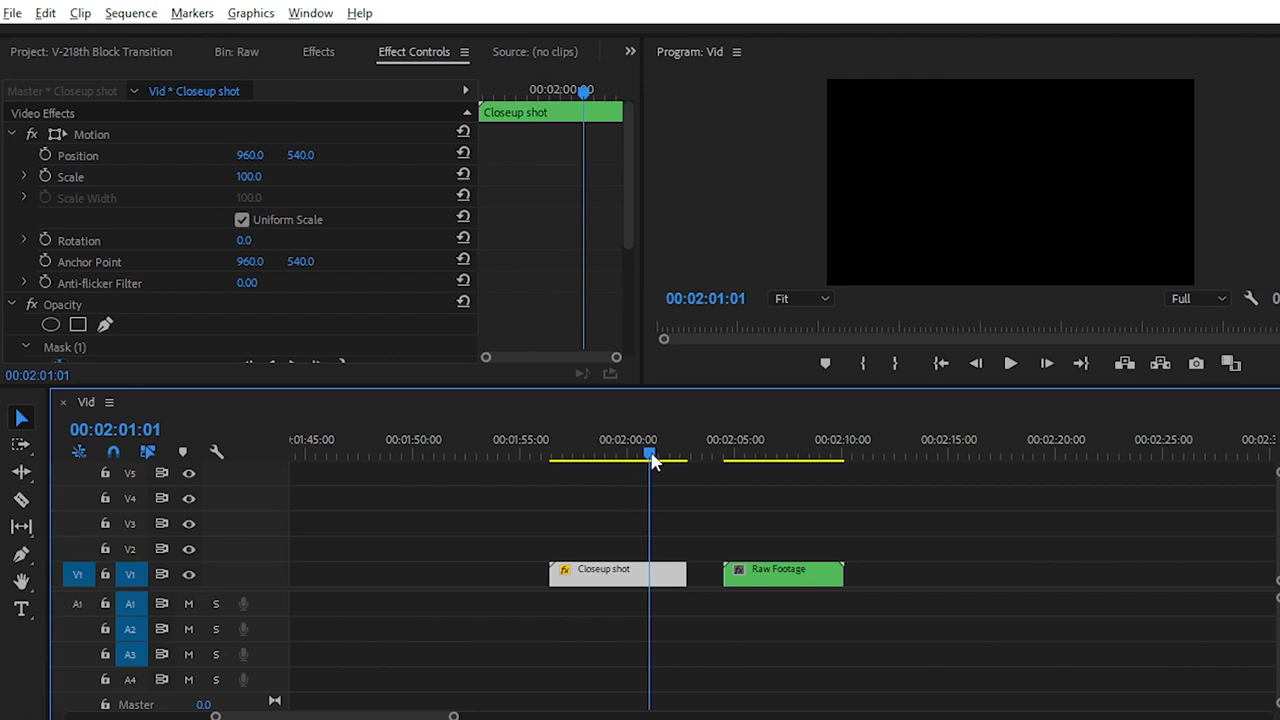 File Edit Clip Sequence Markers Graphics Window Help
Project: V-218th Block Transition Bin: Raw Effects Effect Controls Source: (no clips) Program: Vid
Master * Closeup shot Vid * Closeup shot 00:02:00:00
Video Effects Closeup shot
fx Motion
Position 960.0 540.0
Scale 100.0
Scale Width 100.0
Uniform Scale
Rotation 0.0
Anchor Point 960.0 540.0
Anti-flicker Filter 0.00
fx Opacity
Mask (1)
00:02:01:01 Fit Full
00:02:01:01
× Vid
00:02:01:01
:01:45:00 00:01:50:00 00:01:55:00 00:02:00:00 00:02:05:00 00:02:10:00 00:02:15:00 00:02:20:00 00:02:25:00 00:02:3
V5
V4
V3
V2
V1 V1 fx Closeup shot fx Raw Footage
A1 A1 M S
A2 M S
A3 M S
A4 M S
Master 0.0